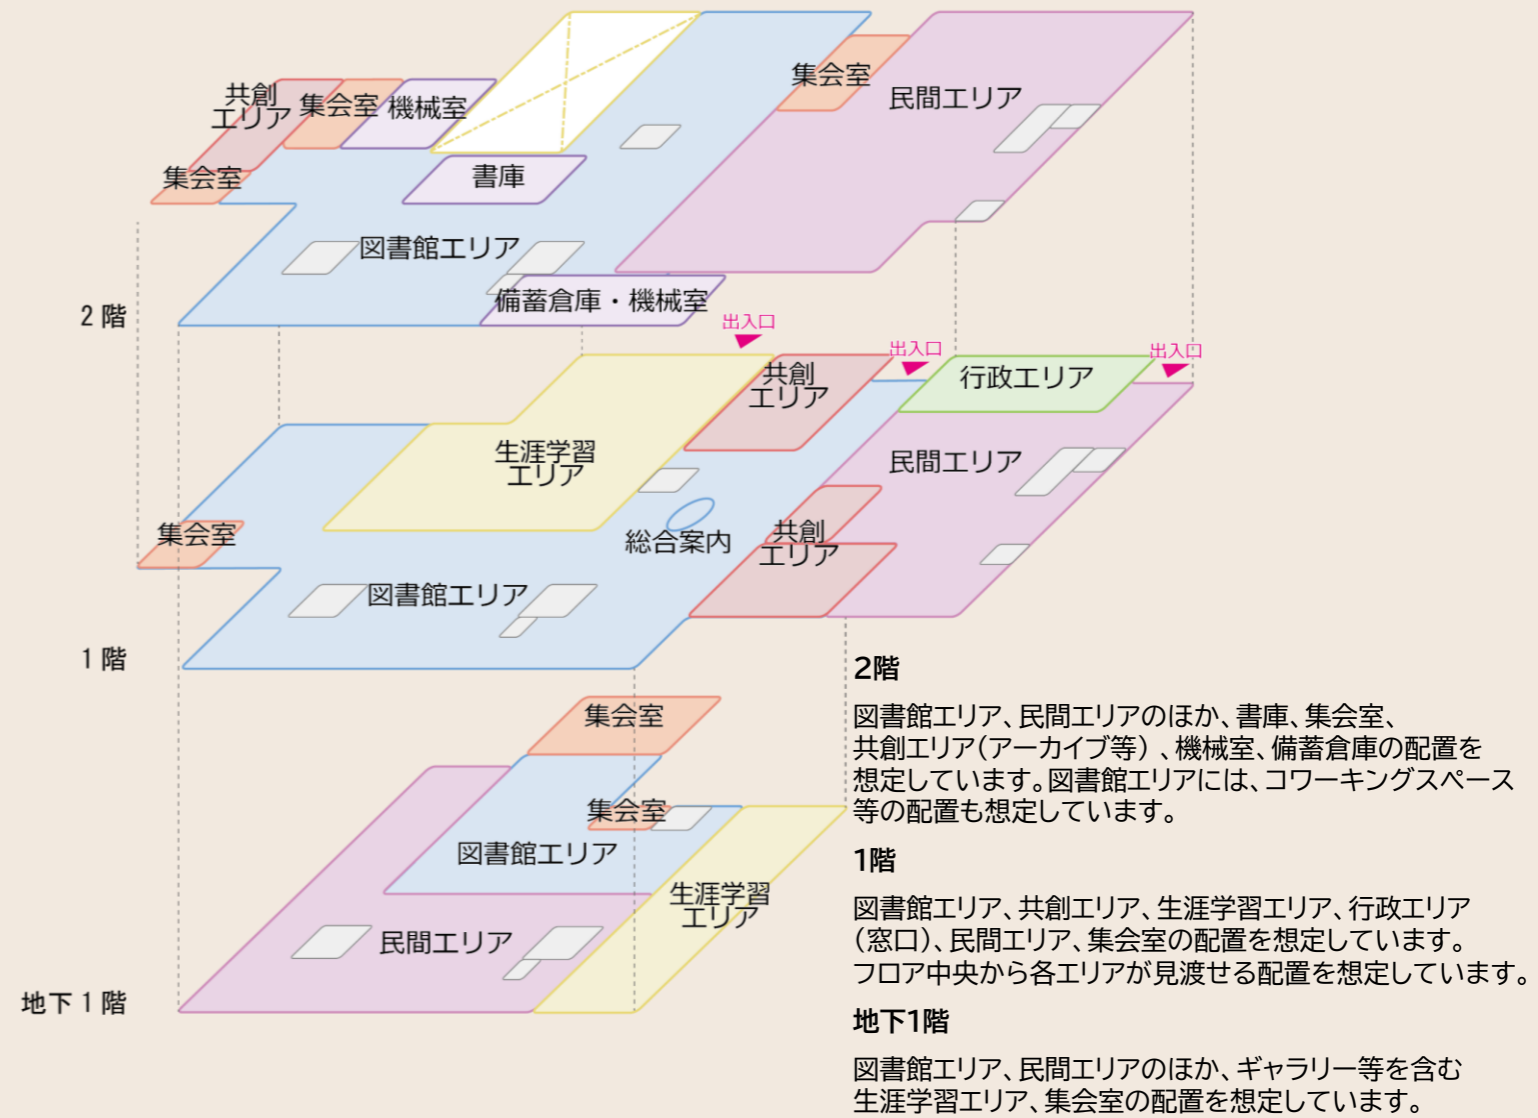 共創
エリア
集会室
機械室
集会室
書庫
図書館エリア
備蓄倉庫・機械室
集会室
民間エリア
2階
出入口
出入口
出入口
共創
エリア
行政エリア
生涯学習
エリア
民間エリア
集会室
総合案内
共創
エリア
図書館エリア
1階
集会室
集会室
図書館エリア
生涯学習
エリア
民間エリア
地下1階
2階
図書館エリア、民間エリアのほか、書庫、集会室、
共創エリア(アーカイブ等)、機械室、備蓄倉庫の配置を
想定しています。図書館エリアには、コワーキングスペース
等の配置も想定しています。
1階
図書館エリア、共創エリア、生涯学習エリア、行政エリア
(窓口)、民間エリア、集会室の配置を想定しています。
フロア中央から各エリアが見渡せる配置を想定しています。
地下1階
図書館エリア、民間エリアのほか、ギャラリー等を含む
生涯学習エリア、集会室の配置を想定しています。